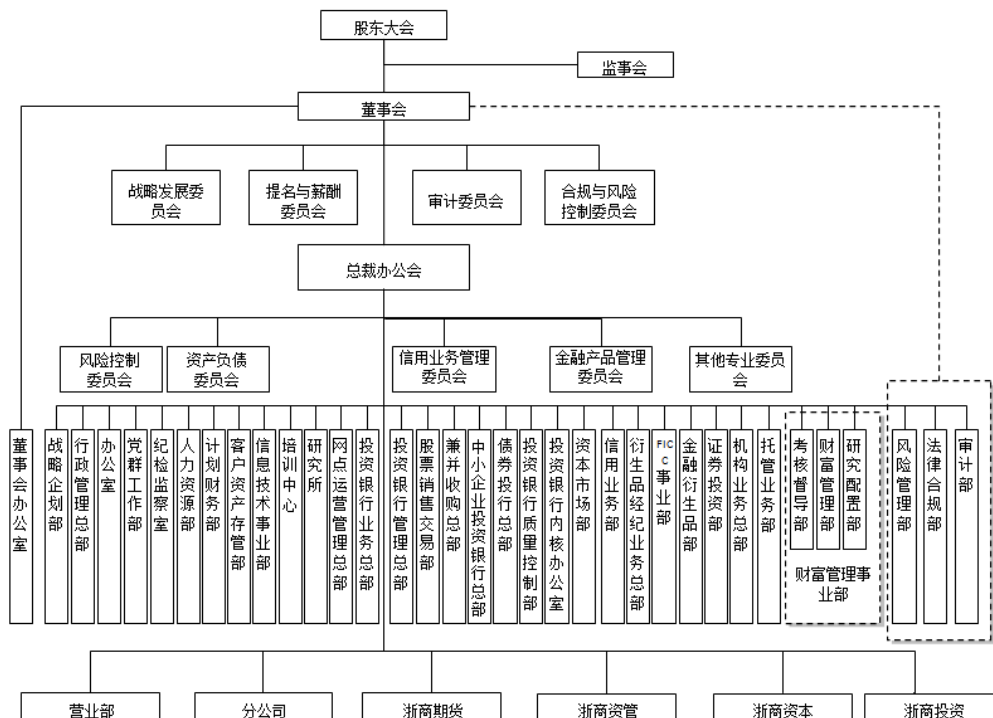 股东大会
监事会
董事会
战略发展委
员会
提名与薪酬
委员会
审计委员会
合规与风险
控制委员会
总裁办公会
风险控制
委员会
资产负债
委员会
信用业务管理
委员会
金融产品管理
委员会
其他专业委员
会
董事会办公室
战略企划部
行政管理总部
办公室
党群工作部
纪检监察室
人力资源部
计划财务部
客户资产存管部
信息技术事业部
培训中心
研究所
网点运营管理总部
投资银行业务总部
投资银行管理总部
股票销售交易部
兼并收购总部
中小企业投资银行总部
债券投行总部
投资银行质量控制部
投资银行内核办公室
资本市场部
信用业务部
衍生品经纪业务总部
FICC事业部
金融衍生品部
证券投资部
机构业务总部
托管业务部
考核督导部
财富管理部
研究配置部
财富管理事
业部
风险管理部
法律合规部
审计部
营业部
分公司
浙商期货
浙商资管
浙商资本
浙商投资